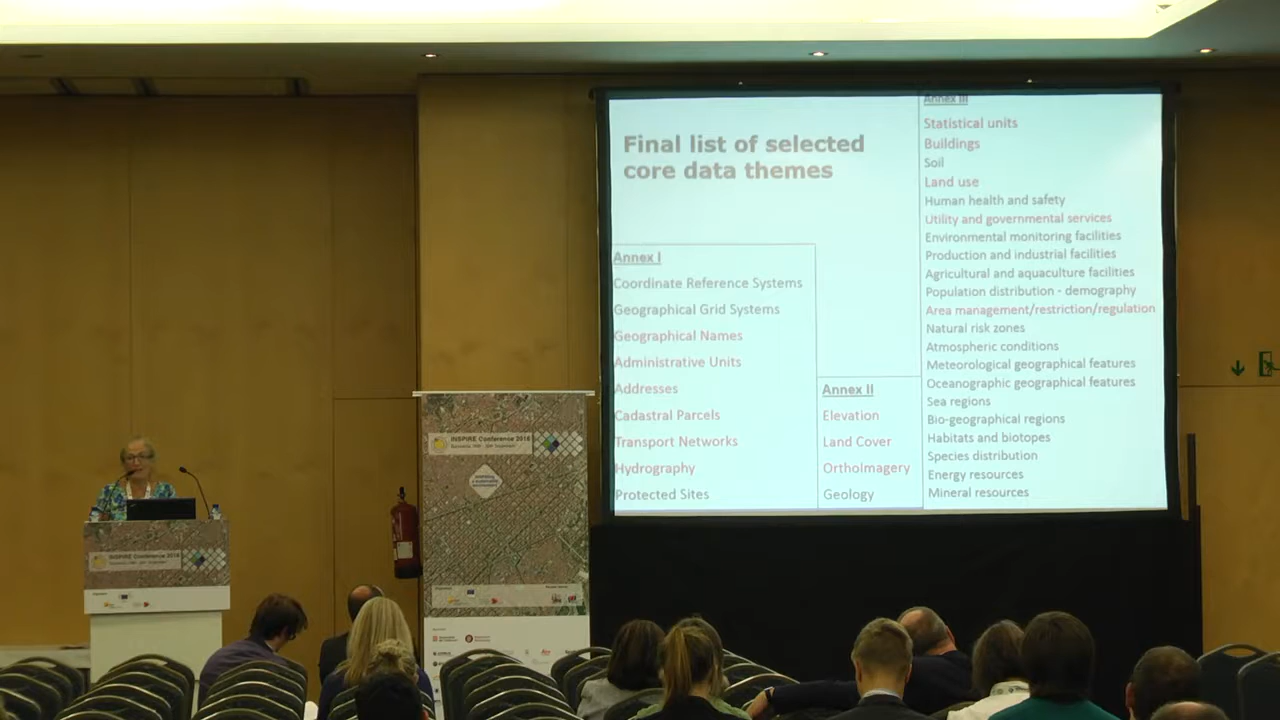 Final list of selected
core data themes
Annex I
Coordinate Reference Systems
Geographical Grid Systems
Geographical Names
Administrative Units
Addresses
Cadastral Parcels
Transport Networks
Hydrography
Protected Sites
Annex II
Elevation
Land Cover
OrthoImagery
Geology
Annex III
Statistical units
Buildings
Soil
Land use
Human health and safety
Utility and governmental services
Environmental monitoring facilities
Production and industrial facilities
Agricultural and aquaculture facilities
Population distribution - demography
Area management/restriction/regulation
Natural risk zones
Atmospheric conditions
Meteorological geographical features
Oceanographic geographical features
Sea regions
Bio-geographical regions
Habitats and biotopes
Species distribution
Energy resources
Mineral resources
INSPIRE Conference 2016
INSPIRE Conference 2016